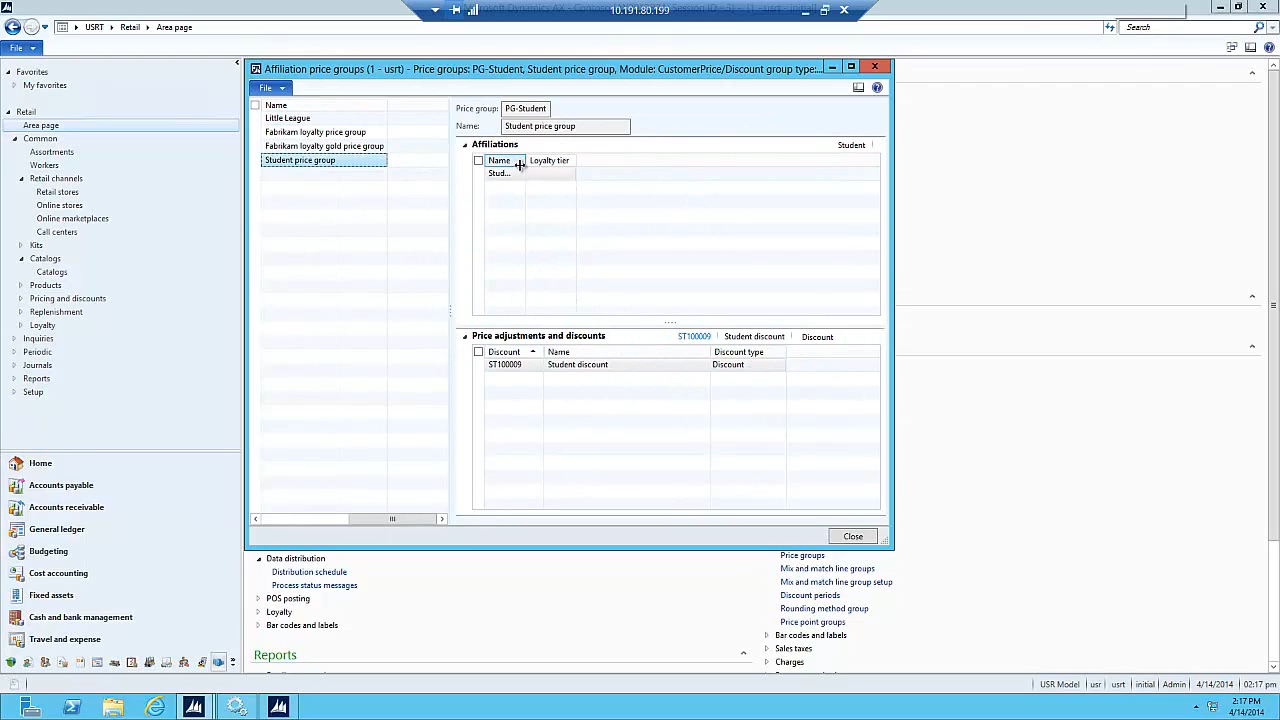 10.191.80.199
USRT
Retail
Area page
Search
File
Favorites
My favorites
Retail
Area page
Common
Assortments
Workers
Retail channels
Retail stores
Online stores
Online marketplaces
Call centers
Kits
Catalogs
Catalogs
Products
Pricing and discounts
Replenishment
Loyalty
Inquiries
Periodic
Journals
Reports
Setup
Home
Accounts payable
Accounts receivable
General ledger
Budgeting
Cost accounting
Fixed assets
Cash and bank management
Travel and expense
Affiliation price groups (1 - usrt) - Price groups: PG-Student, Student price group, Module: CustomerPrice/Discount group type:...
File
Name
Little League
Fabrikam loyalty price group
Fabrikam loyalty gold price group
Student price group
Price group: PG-Student
Name: Student price group
Affiliations Student
Name Loyalty tier
Stud...
Price adjustments and discounts ST100009 Student discount Discount
Discount Name Discount type
ST100009 Student discount Discount
Close
Data distribution
Distribution schedule
Process status messages
POS posting
Loyalty
Bar codes and labels
Reports
Price groups
Mix and match line groups
Mix and match line group setup
Discount periods
Rounding method group
Price point groups
Bar codes and labels
Sales taxes
Charges
USR Model usr usrt initial Admin 4/14/2014 02:17 pm
2:17 PM
4/14/2014